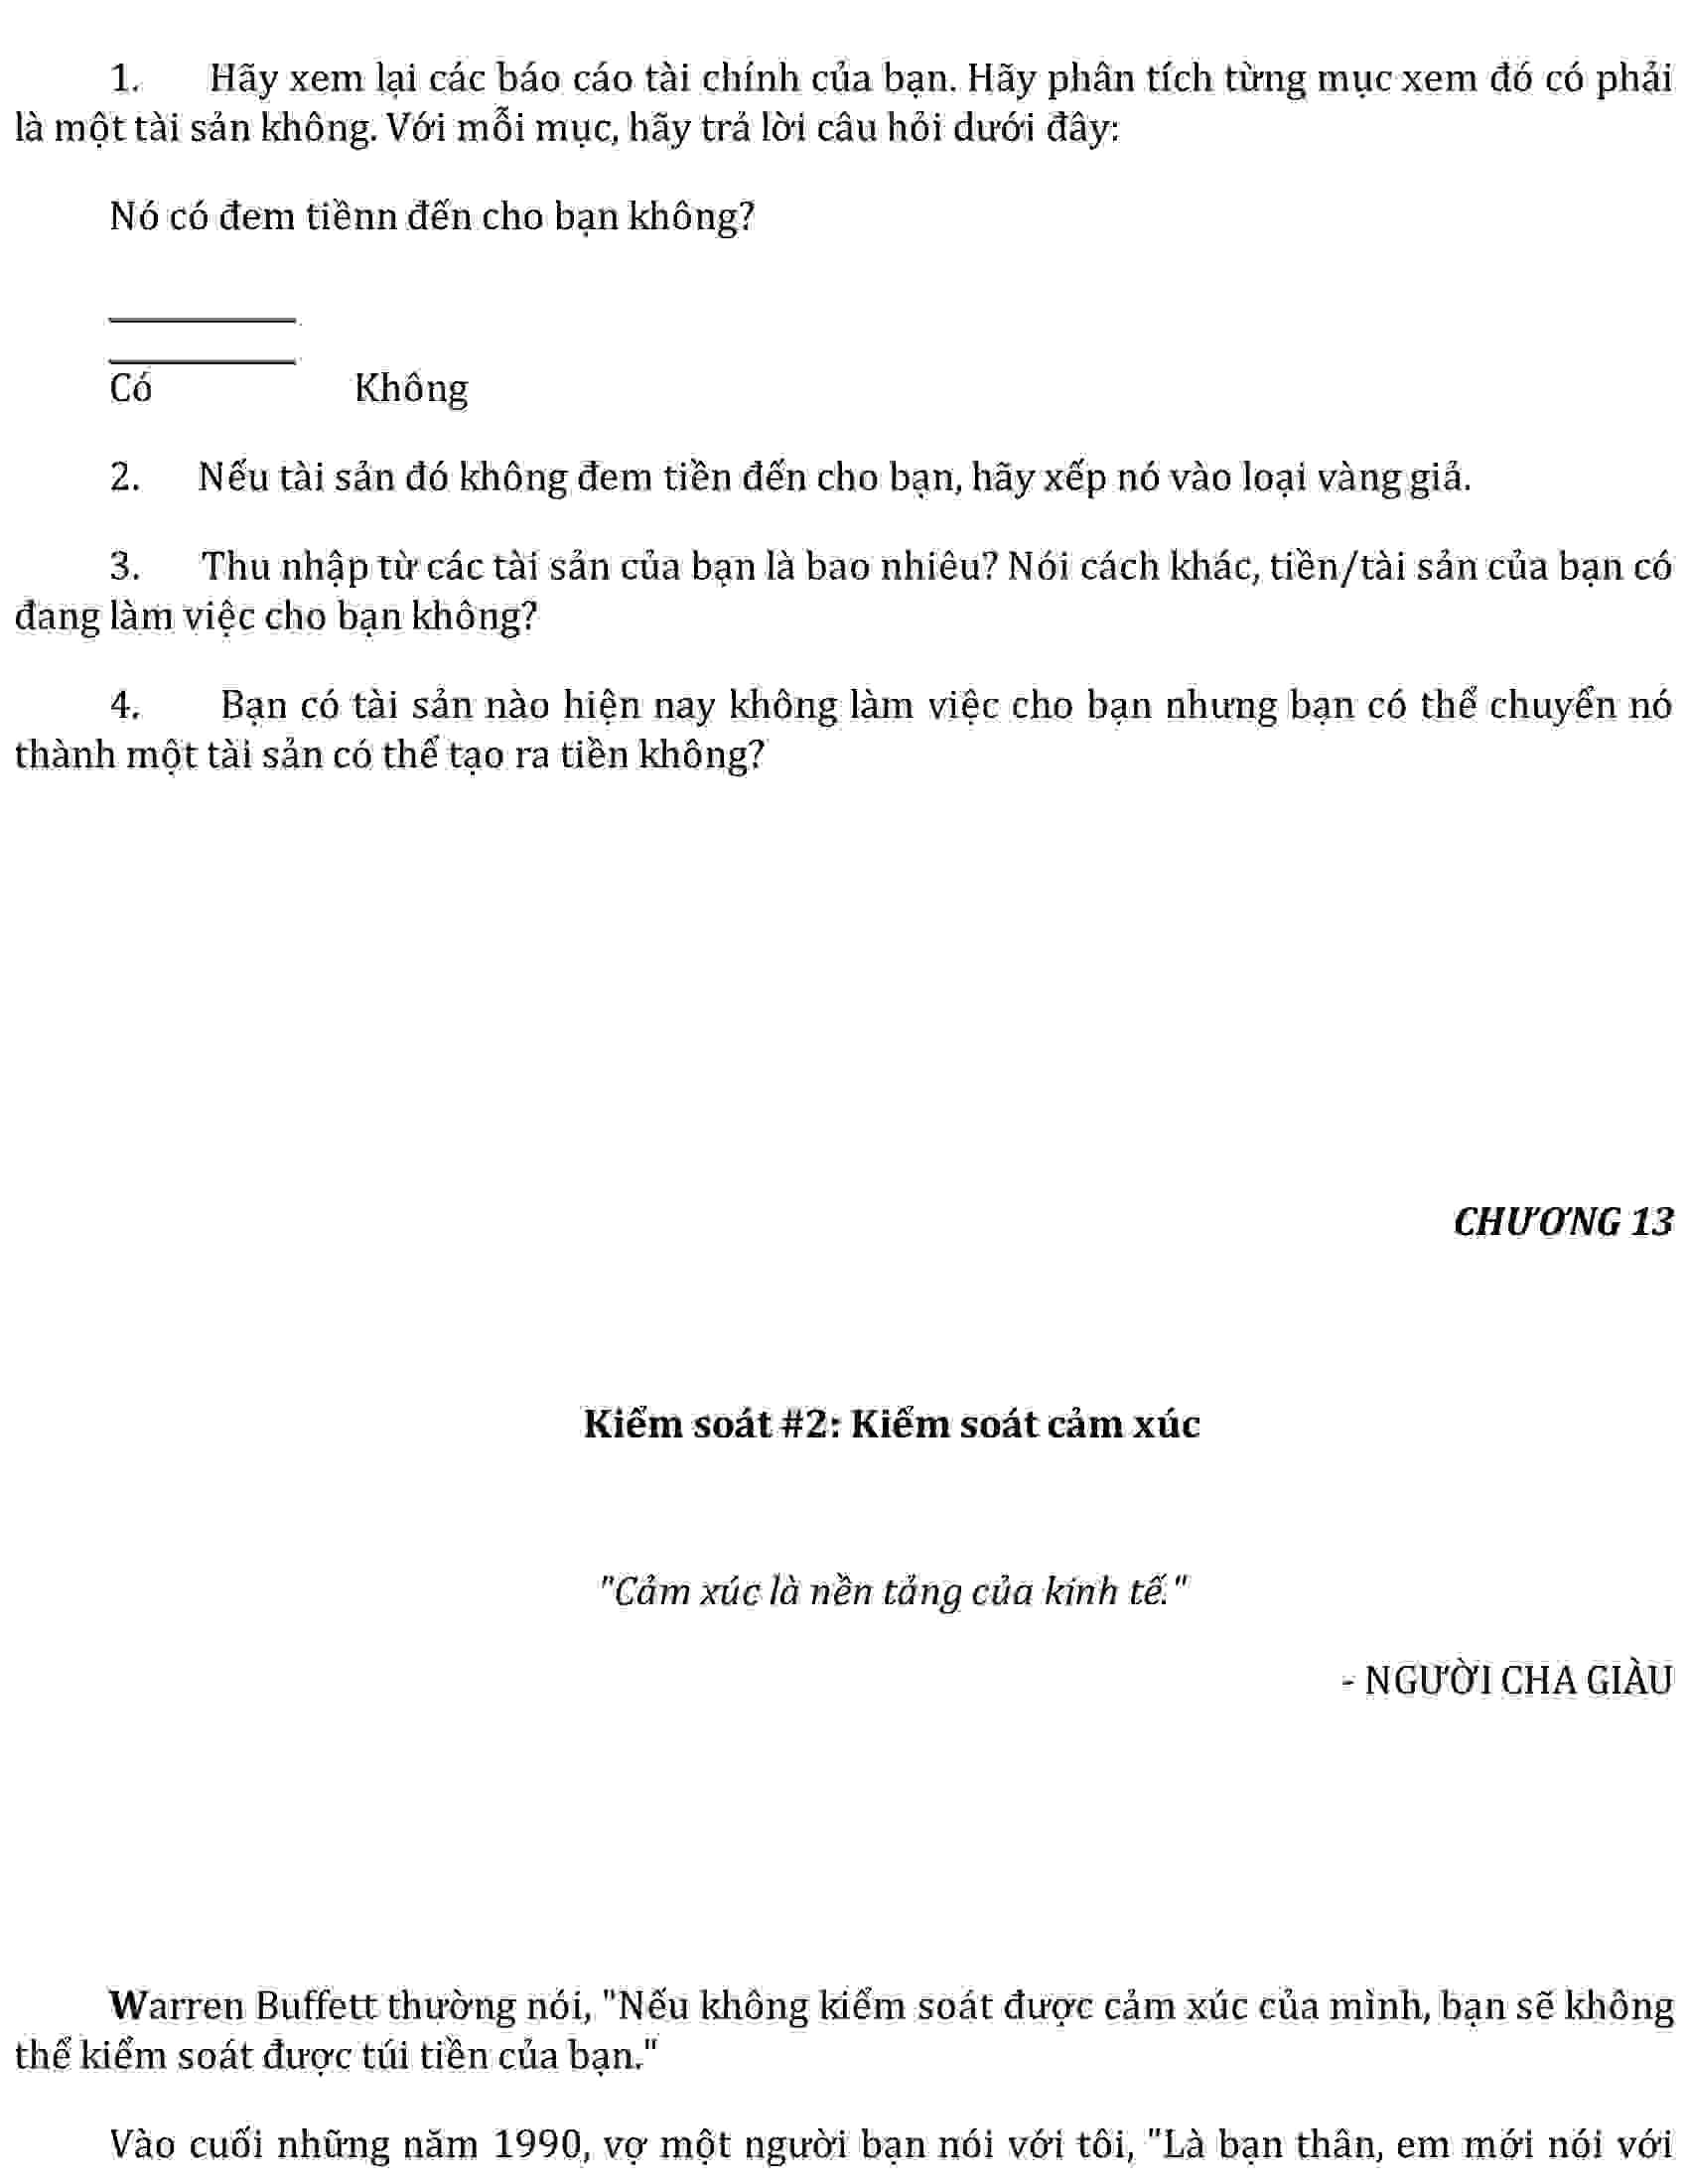 1. Hãy xem lại các báo cáo tài chính của bạn. Hãy phân tích từng mục xem đó có phải
là một tài sản không. Với mỗi mục, hãy trả lời câu hỏi dưới đây:
Nó có đem tiềnn đến cho bạn không?
Có Không
2. Nếu tài sản đó không đem tiền đến cho bạn, hãy xếp nó vào loại vàng giả.
3. Thu nhập từ các tài sản của bạn là bao nhiêu? Nói cách khác, tiền/tài sản của bạn có
đang làm việc cho bạn không?
4. Bạn có tài sản nào hiện nay không làm việc cho bạn nhưng bạn có thể chuyển nó
thành một tài sản có thể tạo ra tiền không?
CHƯƠNG 13
Kiểm soát #2: Kiểm soát cảm xúc
"Cảm xúc là nền tảng của kinh tế."
- NGƯỜI CHA GIÀU
Warren Buffett thường nói, "Nếu không kiểm soát được cảm xúc của mình, bạn sẽ không
thể kiểm soát được túi tiền của bạn."
Vào cuối những năm 1990, vợ một người bạn nói với tôi, "Là bạn thân, em mới nói với